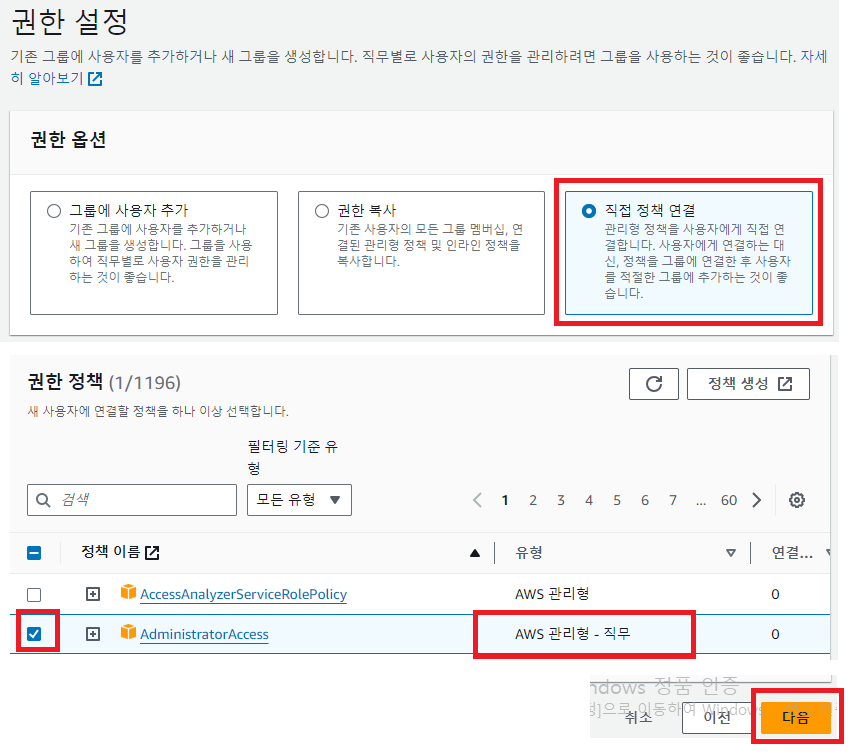 권한 설정
기존 그룹에 사용자를 추가하거나 새 그룹을 생성합니다. 직무별로 사용자의 권한을 관리하려면 그룹을 사용하는 것이 좋습니다. 자세
히 알아보기
권한 옵션
그룹에 사용자 추가
기존 그룹에 사용자를 추가하거나
새 그룹을 생성합니다. 그룹을 사용
하여 직무별로 사용자 권한을 관리
하는 것이 좋습니다.
권한 복사
기존 사용자의 모든 그룹 멤버십, 연
결된 관리형 정책 및 인라인 정책을
복사합니다.
직접 정책 연결
관리형 정책을 사용자에게 직접 연
결합니다. 사용자에게 연결하는 대
신, 정책을 그룹에 연결한 후 사용자
를 적절한 그룹에 추가하는 것이 좋
습니다.
권한 정책 (1/1196)
정책 생성
새 사용자에 연결할 정책을 하나 이상 선택합니다.
필터링 기준 유
형
검색
모든 유형
1 2 3 4 5 6 7 ... 60
정책 이름 유형 연결...
AccessAnalyzerServiceRolePolicy AWS 관리형 0
AdministratorAccess AWS 관리형 - 직무 0
정품 인증
]으로 이동하여 Windows
취소 이전 다음